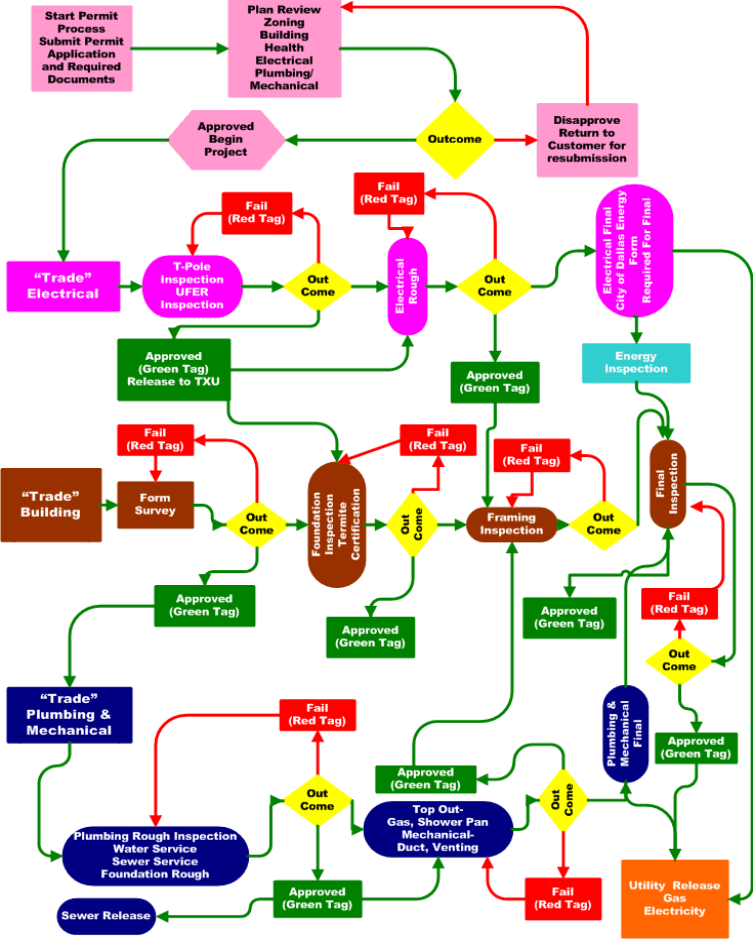 Start Permit
Process
Submit Permit
Application
and Required
Documents
Plan Review
Zoning
Building
Health
Electrical
Plumbing/
Mechanical
Approved
Begin
Project
Outcome
Disapprove
Return to
Customer for
resubmission
Fail
(Red Tag)
Fail
(Red Tag)
“Trade”
Electrical
T-Pole
Inspection
UFER
Inspection
Out
Come
Electrical
Rough
Out
Come
Electrical Final
City of Dallas Energy
Form
Required For Final
Approved
(Green Tag)
Release to TXU
Approved
(Green Tag)
Energy
Inspection
Fail
(Red Tag)
Fail
(Red Tag)
Fail
(Red Tag)
“Trade”
Building
Form
Survey
Out
Come
Foundation
Inspection
Termite
Certification
Out
Come
Framing
Inspection
Out
Come
Final
Inspection
Approved
(Green Tag)
Approved
(Green Tag)
Approved
(Green Tag)
Fail
(Red Tag)
Out
Come
“Trade”
Plumbing &
Mechanical
Fail
(Red Tag)
Plumbing &
Mechanical
Final
Approved
(Green Tag)
Approved
(Green Tag)
Out
Come
Out
Come
Plumbing Rough Inspection
Water Service
Sewer Service
Foundation Rough
Top Out-
Gas, Shower Pan
Mechanical-
Duct, Venting
Approved
(Green Tag)
Fail
(Red Tag)
Sewer Release
Utility Release
Gas
Electricity